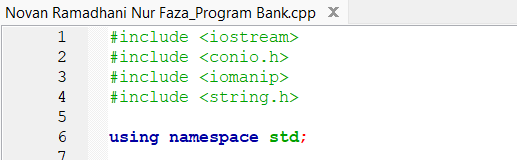 Novan Ramadhani Nur Faza_Program Bank.cpp X
1 #include <iostream>
2 #include <conio.h>
3 #include <iomanip>
4 #include <string.h>
5
6 using namespace std;
7